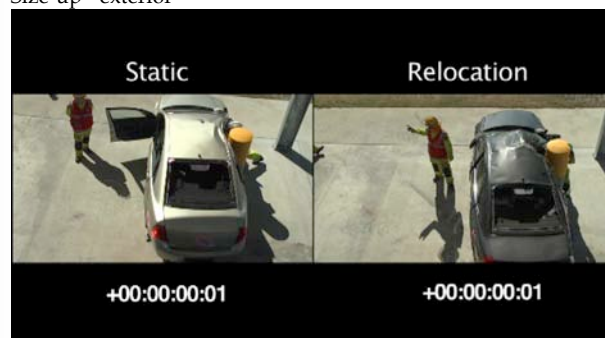 Size-up - exterior
Static
Relocation
+00:00:00:01
+00:00:00:01